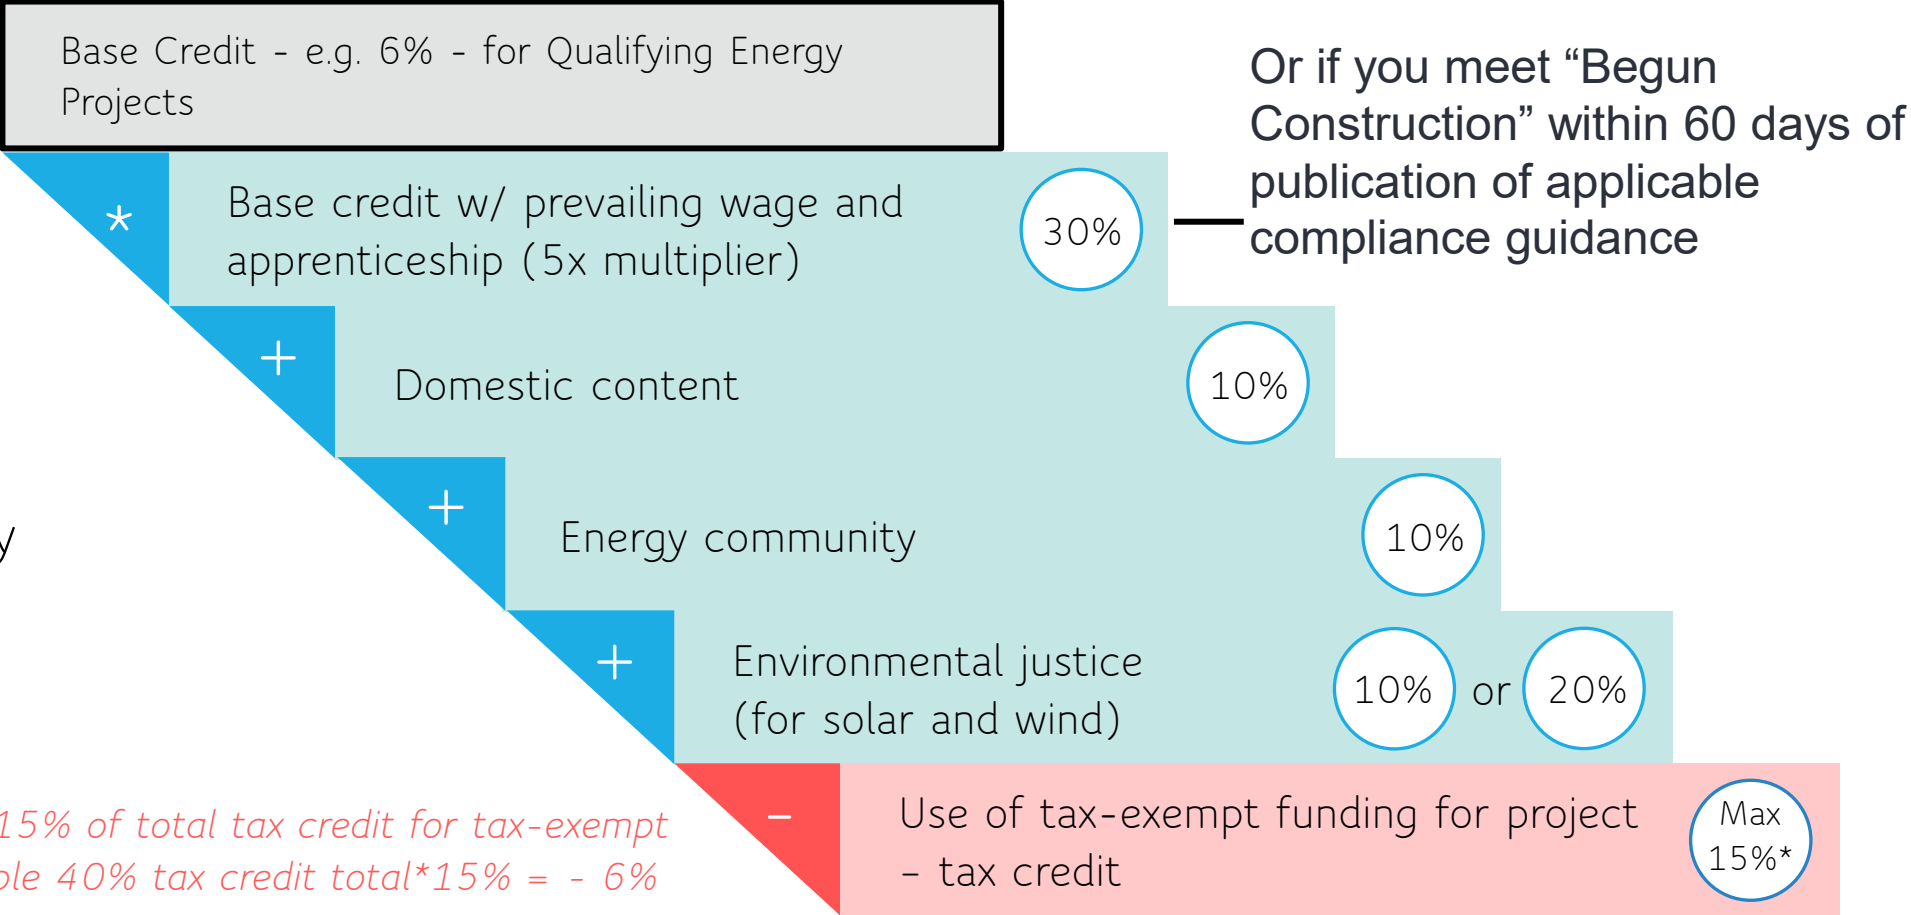 Base Credit - e.g. 6% - for Qualifying Energy
Projects
Or if you meet “Begun
Construction” within 60 days of
publication of applicable
compliance guidance
*
Base credit w/ prevailing wage and
apprenticeship (5x multiplier)
30%
+
Domestic content
10%
+
Energy community
10%
y
+
Environmental justice
(for solar and wind)
10% or 20%
15% of total tax credit for tax-exempt
ple 40% tax credit total*15% = - 6%
-
Use of tax-exempt funding for project
– tax credit
Max
15%*